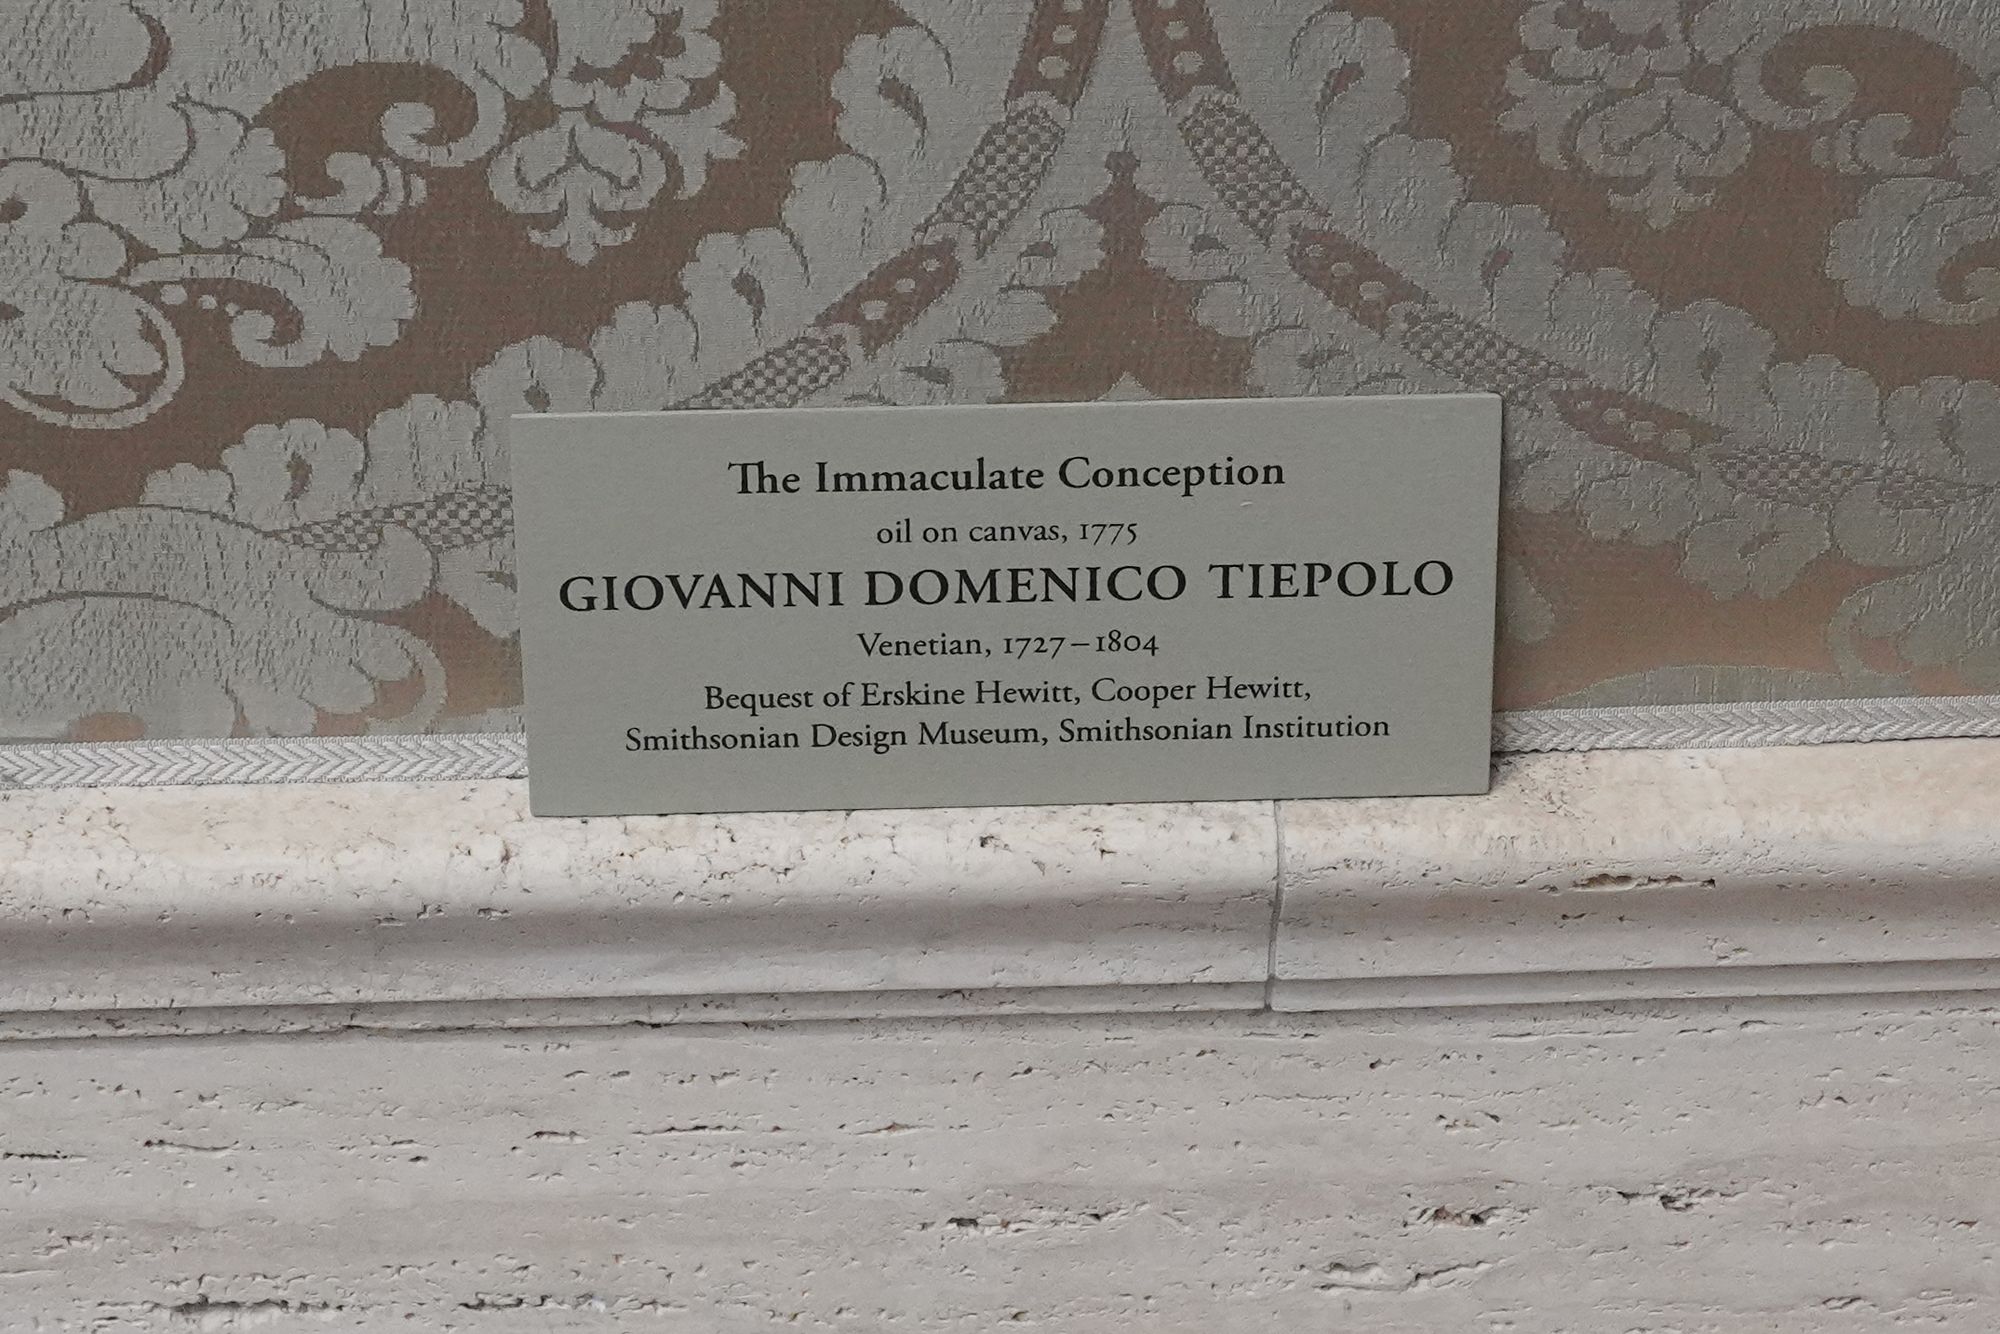 The Immaculate Conception
oil on canvas, 1775
GIOVANNI DOMENICO TIEPOLO
Venetian, 1727–1804
Bequest of Erskine Hewitt, Cooper Hewitt,
Smithsonian Design Museum, Smithsonian Institution